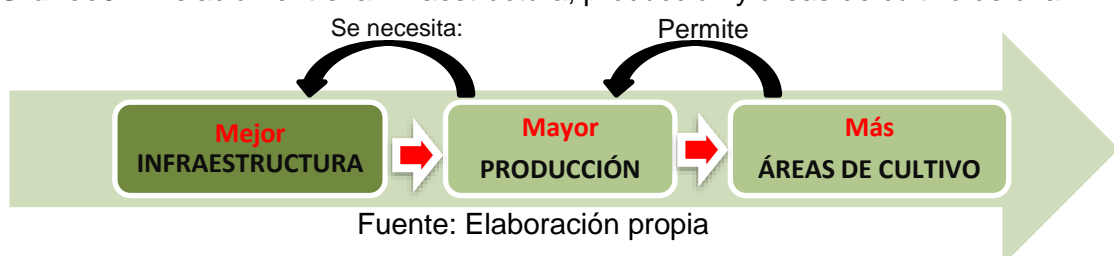 Se necesita:
Permite
Mejor
INFRAESTRUCTURA
Mayor
PRODUCCIÓN
Más
ÁREAS DE CULTIVO
Fuente: Elaboración propia